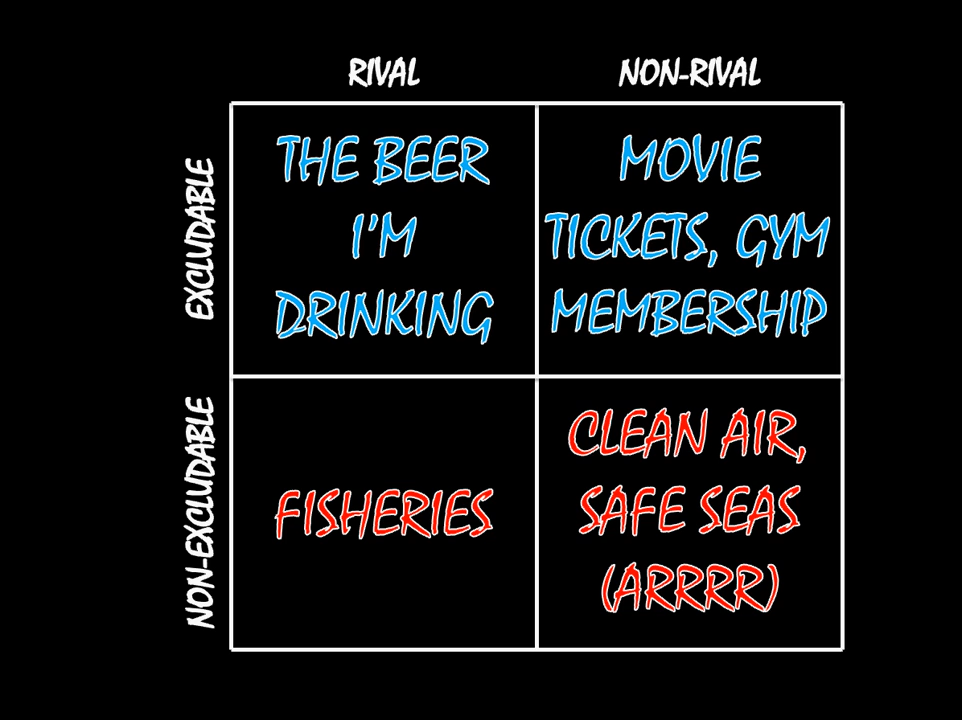 RIVAL
NON-RIVAL
EXCLUDABLE
THE BEER
I'M
DRINKING
MOVIE
TICKETS, GYM
MEMBERSHIP
NON-EXCLUDABLE
FISHERIES
CLEAN AIR,
SAFE SEAS
(ARRRR)